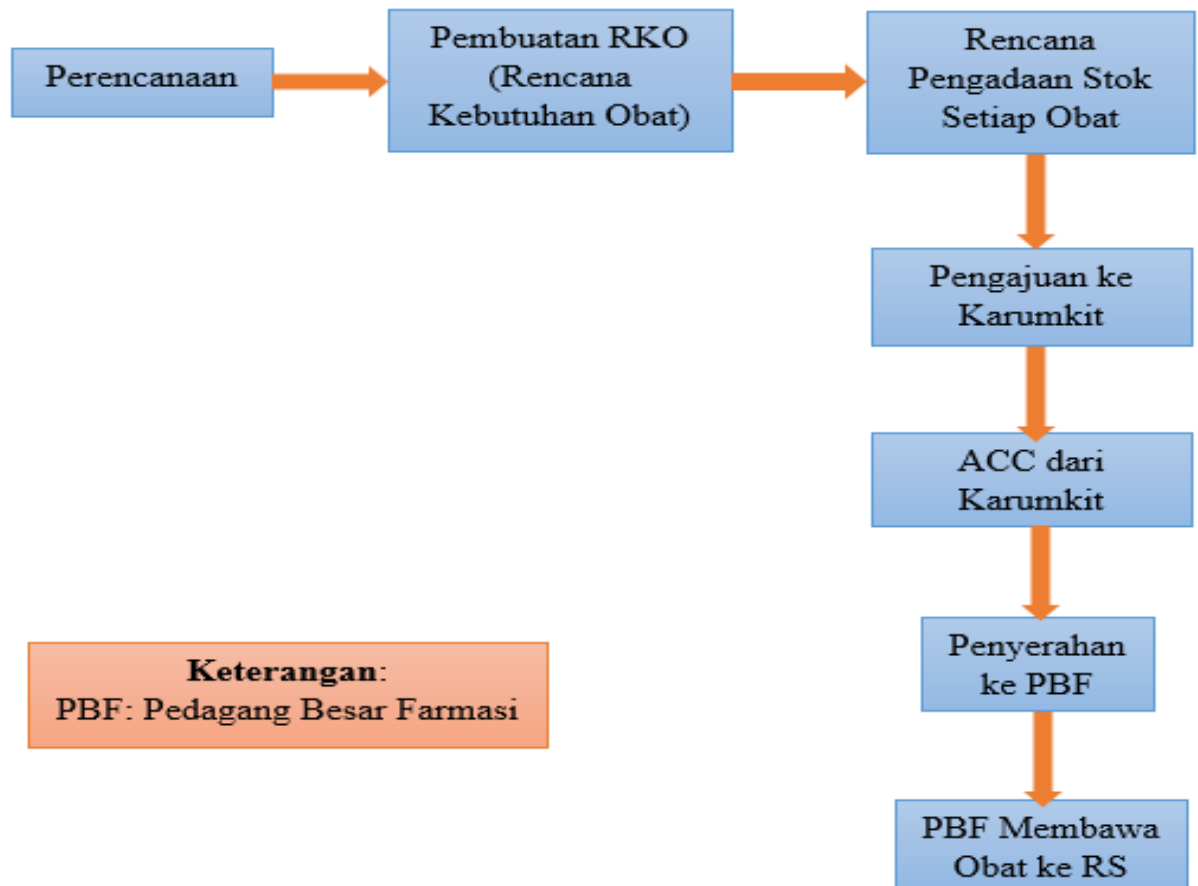 Perencanaan
Pembuatan RKO
(Rencana
Kebutuhan Obat)
Rencana
Pengadaan Stok
Setiap Obat
Pengajuan ke
Karumkit
ACC dari
Karumkit
Penyerahan
ke PBF
Keterangan:
PBF: Pedagang Besar Farmasi
PBF Membawa
Obat ke RS